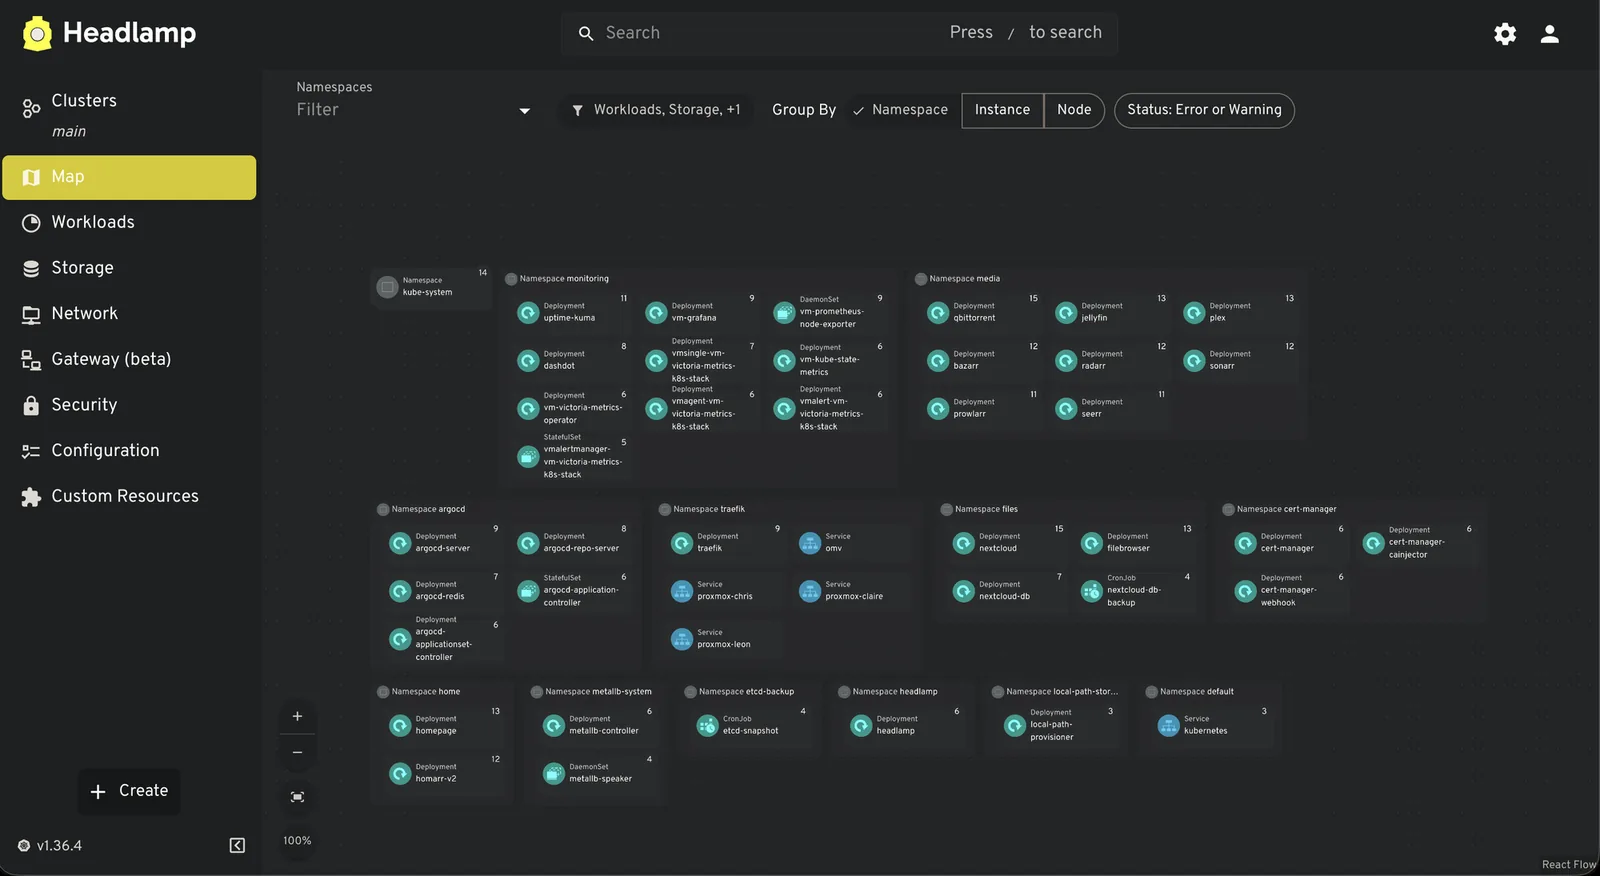 Headlamp
Search
Press / to search
Clusters
main
Map
Workloads
Storage
Network
Gateway (beta)
Security
Configuration
Custom Resources
Create
v1.36.4
Namespaces
Filter
Workloads, Storage, +1
Group By
Namespace
Instance
Node
Status: Error or Warning
Namespace
kube-system
14
Namespace monitoring
Deployment
uptime-kuma
11
Deployment
vm-grafana
9
DaemonSet
vm-prometheus-
node-exporter
9
Deployment
dashdot
8
Deployment
vmsingle-vm-
victoria-metrics-
k8s-stack
7
Deployment
vm-kube-state-
metrics
6
Deployment
vm-victoria-metrics-
operator
6
Deployment
vmagent-vm-
victoria-metrics-
k8s-stack
6
Deployment
vmalert-vm-
victoria-metrics-
k8s-stack
6
StatefulSet
vmalertmanager-
vm-victoria-metrics-
k8s-stack
5
Namespace media
Deployment
qbittorrent
15
Deployment
jellyfin
13
Deployment
plex
13
Deployment
bazarr
12
Deployment
radarr
12
Deployment
sonarr
12
Deployment
prowlarr
11
Deployment
seerr
11
Namespace argocd
Deployment
argocd-server
9
Deployment
argocd-repo-server
8
Deployment
argocd-redis
7
StatefulSet
argocd-application-
controller
6
Deployment
argocd-
applicationset-
controller
6
Namespace traefik
Deployment
traefik
9
Service
omv
Service
proxmox-chris
Service
proxmox-claire
Service
proxmox-leon
Namespace files
Deployment
nextcloud
15
Deployment
filebrowser
13
Deployment
nextcloud-db
7
CronJob
nextcloud-db-
backup
4
Namespace cert-manager
Deployment
cert-manager
6
Deployment
cert-manager-
cainjector
6
Deployment
cert-manager-
webhook
6
Namespace home
Deployment
homepage
13
Deployment
homarr-v2
12
Namespace metallb-system
Deployment
metallb-controller
6
DaemonSet
metallb-speaker
4
Namespace etcd-backup
CronJob
etcd-snapshot
4
Namespace headlamp
Deployment
headlamp
6
Namespace local-path-stor...
Deployment
local-path-
provisioner
3
Namespace default
Service
kubernetes
3
100%
React Flow